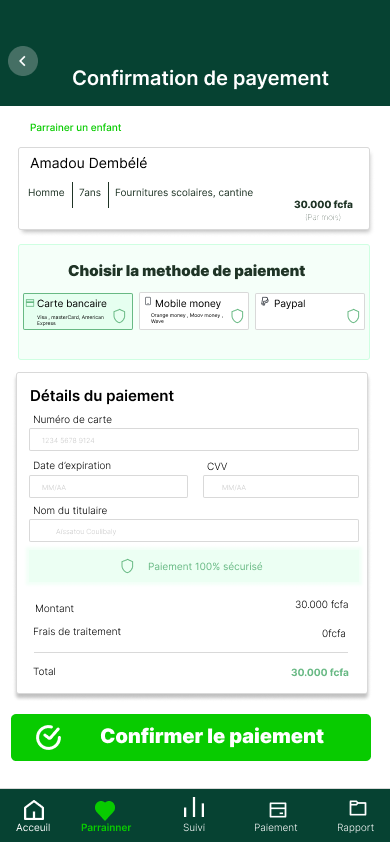 Confirmation de payement
Parrainer un enfant
Amadou Dembélé
Homme 7ans Fournitures scolaires, cantine
30.000 fcfa
(Par mois)
Choisir la methode de paiement
Carte bancaire
Visa , masterCard, American
Express
Mobile money
Orange money , Moov money ,
Wave
Paypal
Détails du paiement
Numéro de carte
1234 5678 9124
Date d'expiration
CVV
MM/AA
MM/AA
Nom du titulaire
Aissatou Coulibaly
Paiement 100% sécurisé
Montant 30.000 fcfa
Frais de traitement 0fcfa
Total 30.000 fcfa
Confirmer le paiement
Acceuil Parrainner Suivi Paiement Rapport